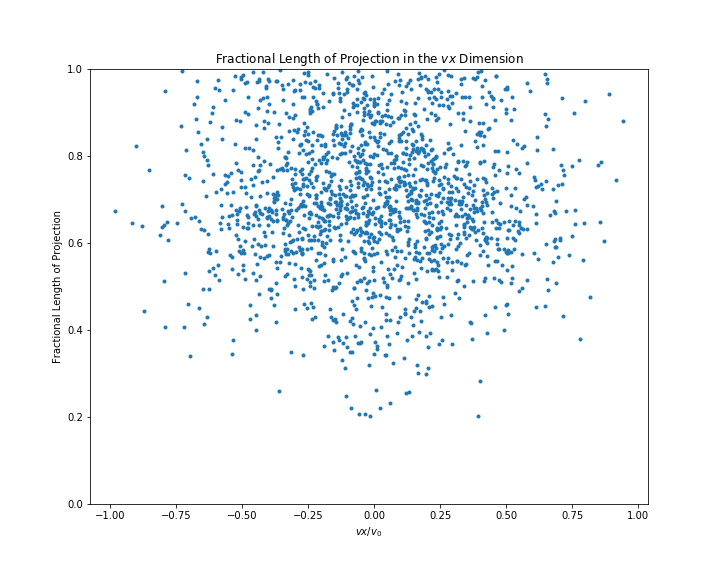 Fractional Length of Projection in the vx Dimension
Fractional Length of Projection
1.0
0.8
0.6
0.4
0.2
0.0
−1.00 −0.75 −0.50 −0.25 0.00 0.25 0.50 0.75 1.00
vx/v₀